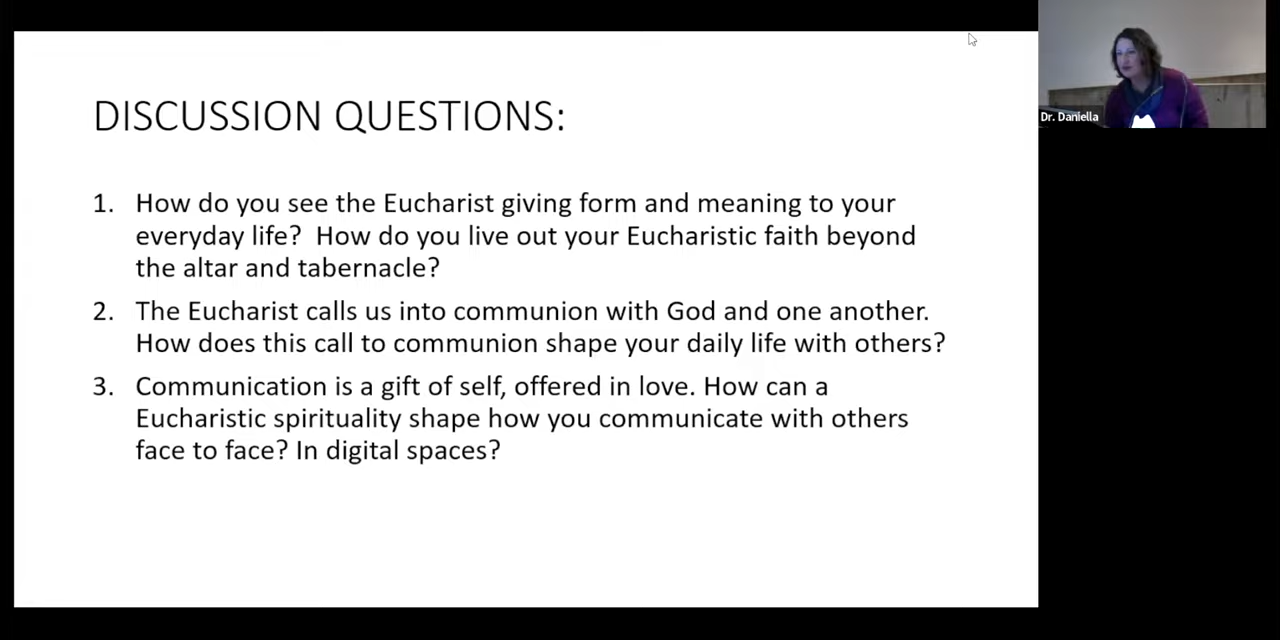 DISCUSSION QUESTIONS:
1. How do you see the Eucharist giving form and meaning to your
everyday life?  How do you live out your Eucharistic faith beyond
the altar and tabernacle?
2. The Eucharist calls us into communion with God and one another.
How does this call to communion shape your daily life with others?
3. Communication is a gift of self, offered in love. How can a
Eucharistic spirituality shape how you communicate with others
face to face? In digital spaces?
Dr. Daniella